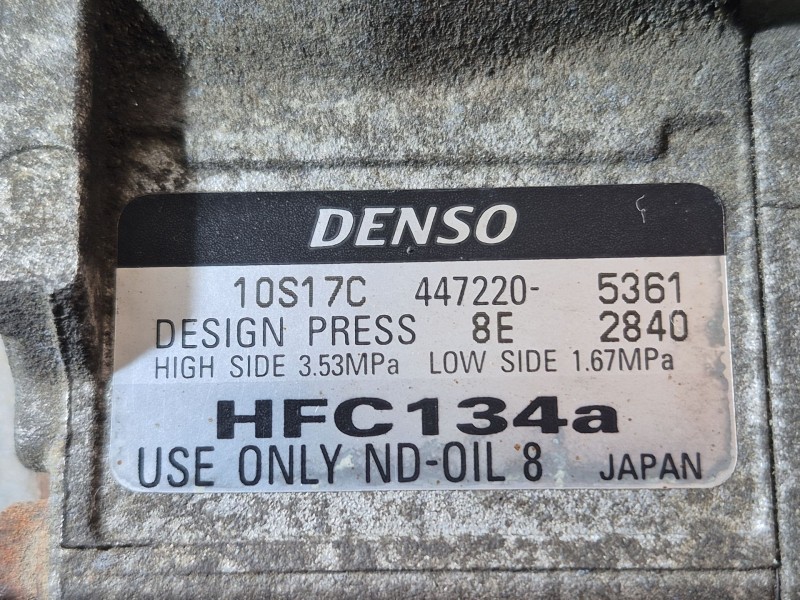 DENSO
10S17C 447220- 5361
DESIGN PRESS 8E 2840
HIGH SIDE 3.53MPa LOW SIDE 1.67MPa
HFC134a
USE ONLY ND-OIL 8 JAPAN